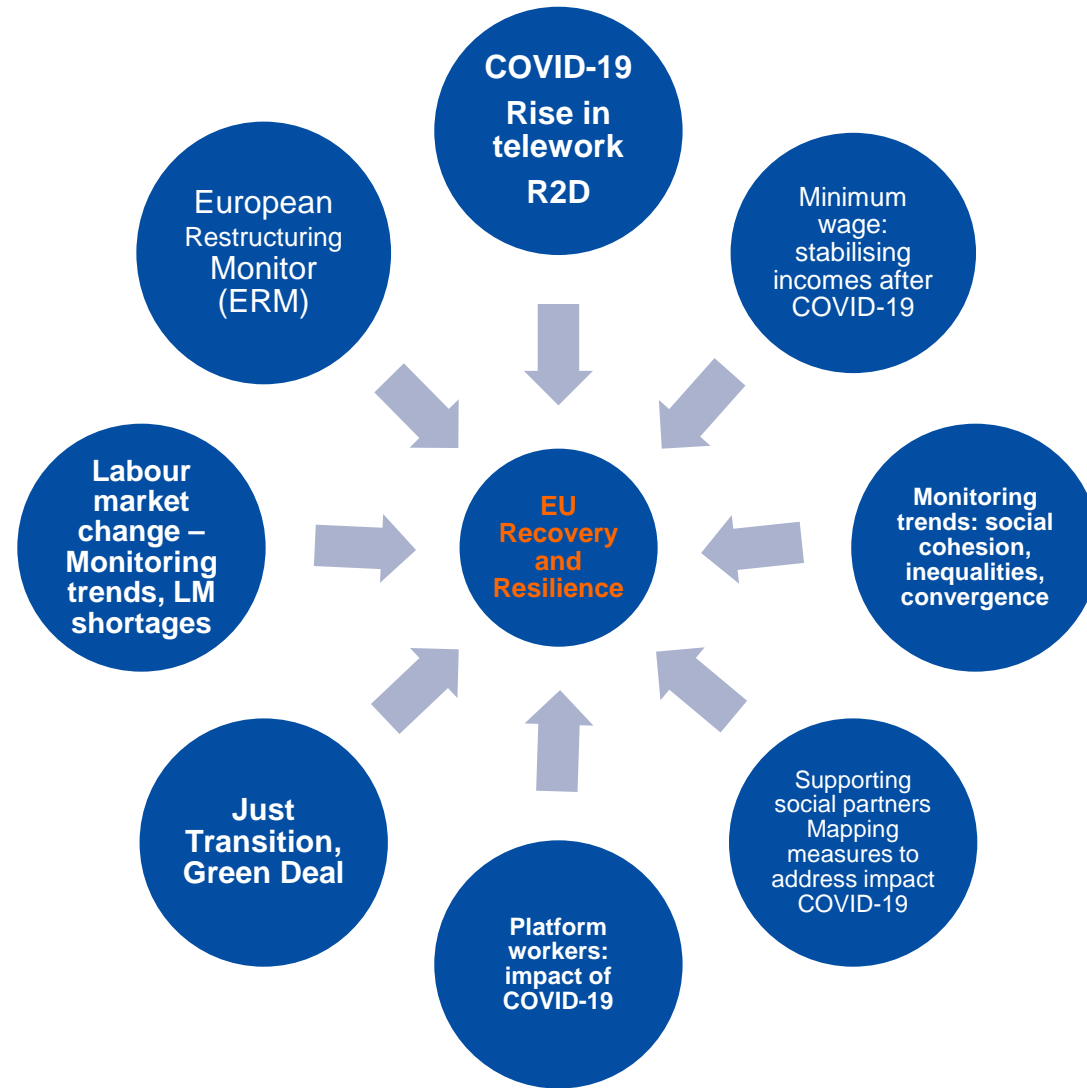 COVID-19
Rise in
telework
R2D
Minimum
wage:
stabilising
incomes after
COVID-19
Monitoring
trends: social
cohesion,
inequalities,
convergence
Supporting
social partners
Mapping
measures to
address impact
COVID-19
Platform
workers:
impact of
COVID-19
Just
Transition,
Green Deal
Labour
market
change –
Monitoring
trends, LM
shortages
European
Restructuring
Monitor
(ERM)
EU
Recovery
and
Resilience